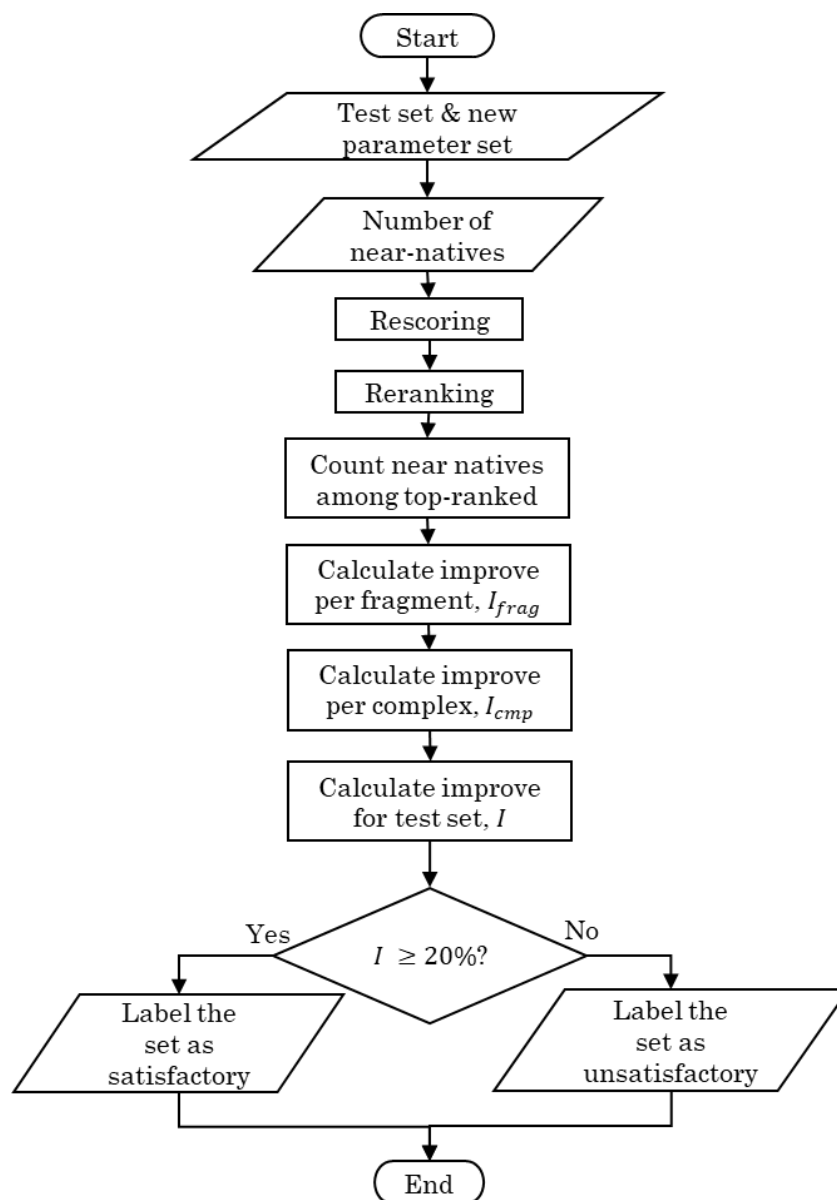 Start
Test set & new
parameter set
Number of
near-natives
Rescoring
Reranking
Count near natives
among top-ranked
Calculate improve
per fragment, I_frag
Calculate improve
per complex, I_cmp
Calculate improve
for test set, I
Yes
No
I ≥ 20%?
Label the
set as
satisfactory
Label the
set as
unsatisfactory
End